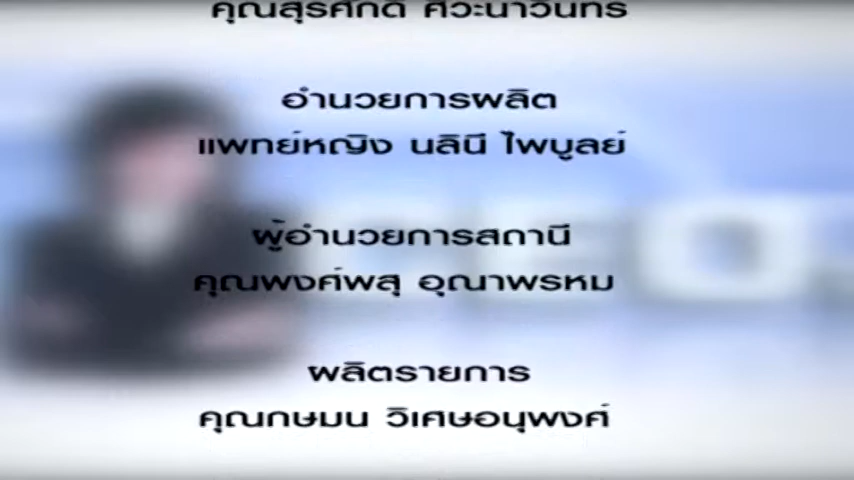 คุณสุรศักดิ์ ศิวะนาวินทร์
อำนวยการผลิต
แพทย์หญิง นลินี ไพบูลย์
ผู้อำนวยการสถานี
คุณพงศ์พสุ อุณาพรหม
ผลิตรายการ
คุณกษมน วิเศษอนุพงศ์